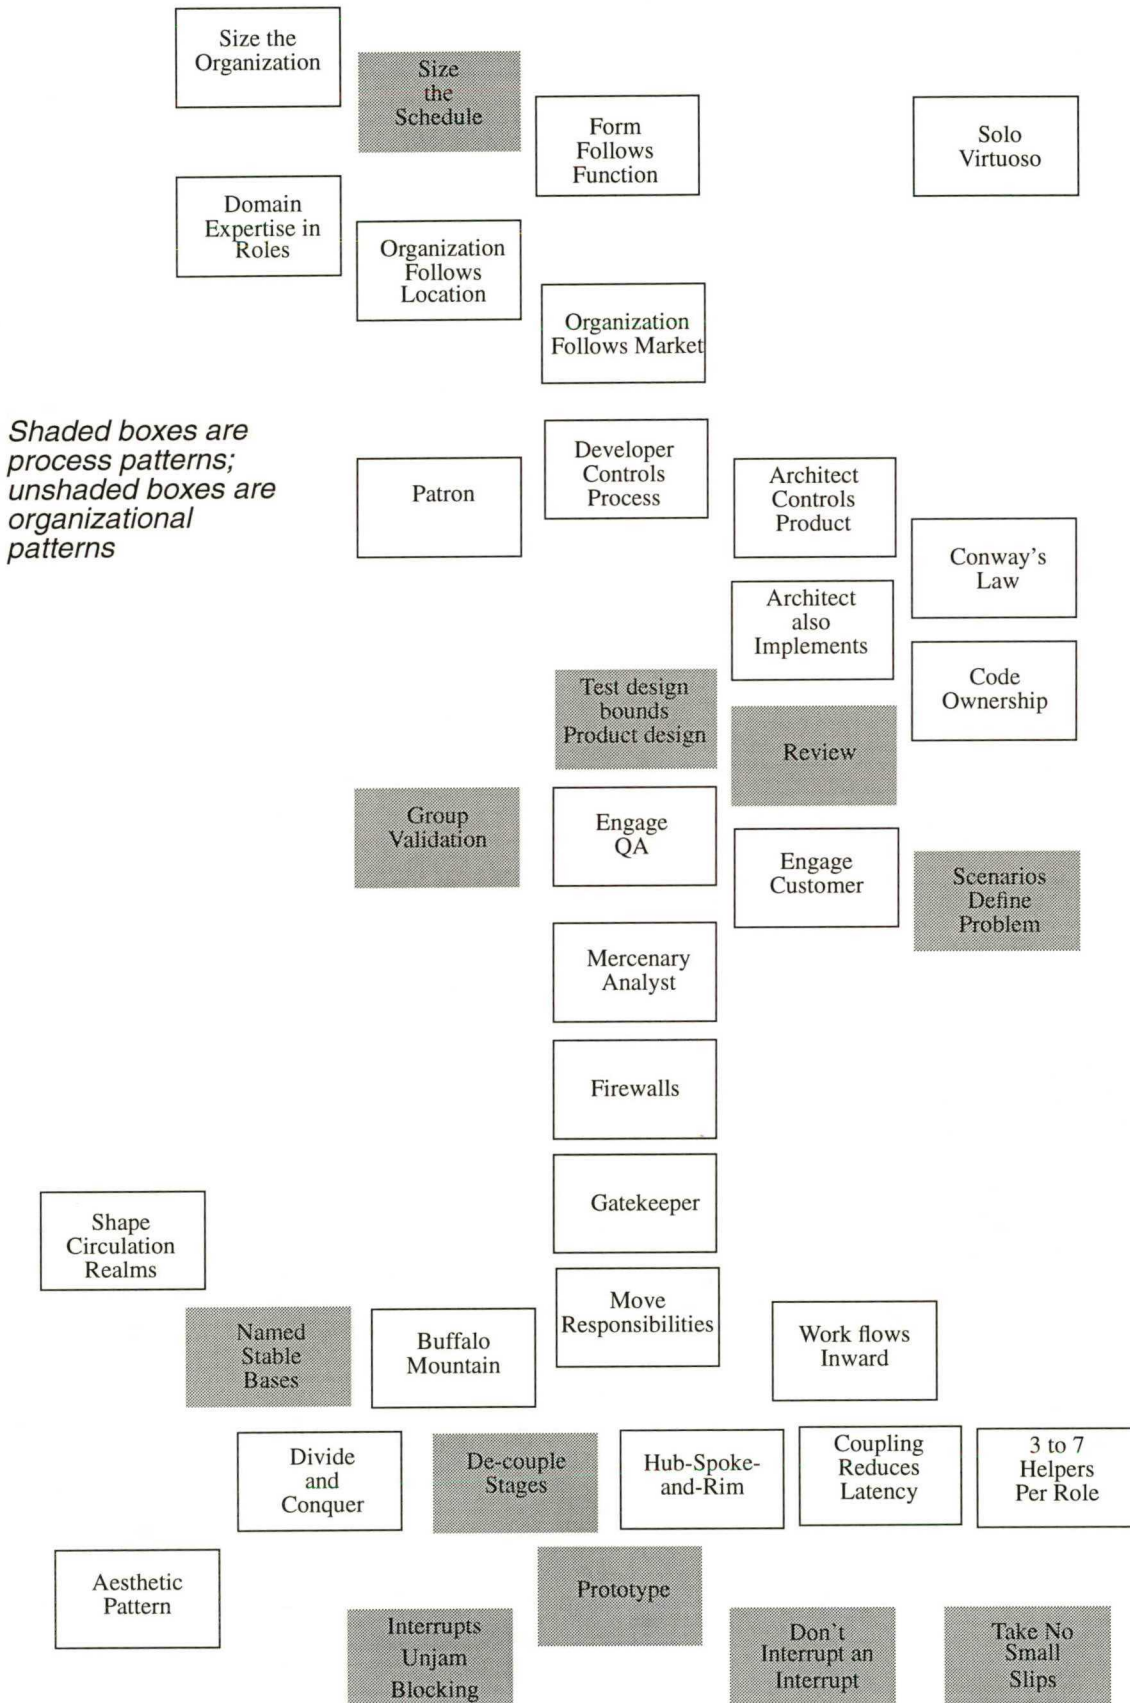 Size the
Organization
Size
the
Schedule
Form
Follows
Function
Solo
Virtuoso
Domain
Expertise in
Roles
Organization
Follows
Location
Organization
Follows Market
Shaded boxes are
process patterns;
unshaded boxes are
organizational
patterns
Patron
Developer
Controls
Process
Architect
Controls
Product
Conway's
Law
Architect
also
Implements
Code
Ownership
Test design
bounds
Product design
Review
Group
Validation
Engage
QA
Engage
Customer
Scenarios
Define
Problem
Mercenary
Analyst
Firewalls
Gatekeeper
Shape
Circulation
Realms
Move
Responsibilities
Named
Stable
Bases
Buffalo
Mountain
Work flows
Inward
Divide
and
Conquer
De-couple
Stages
Hub-Spoke-
and-Rim
Coupling
Reduces
Latency
3 to 7
Helpers
Per Role
Aesthetic
Pattern
Prototype
Interrupts
Unjam
Blocking
Don't
Interrupt an
Interrupt
Take No
Small
Slips